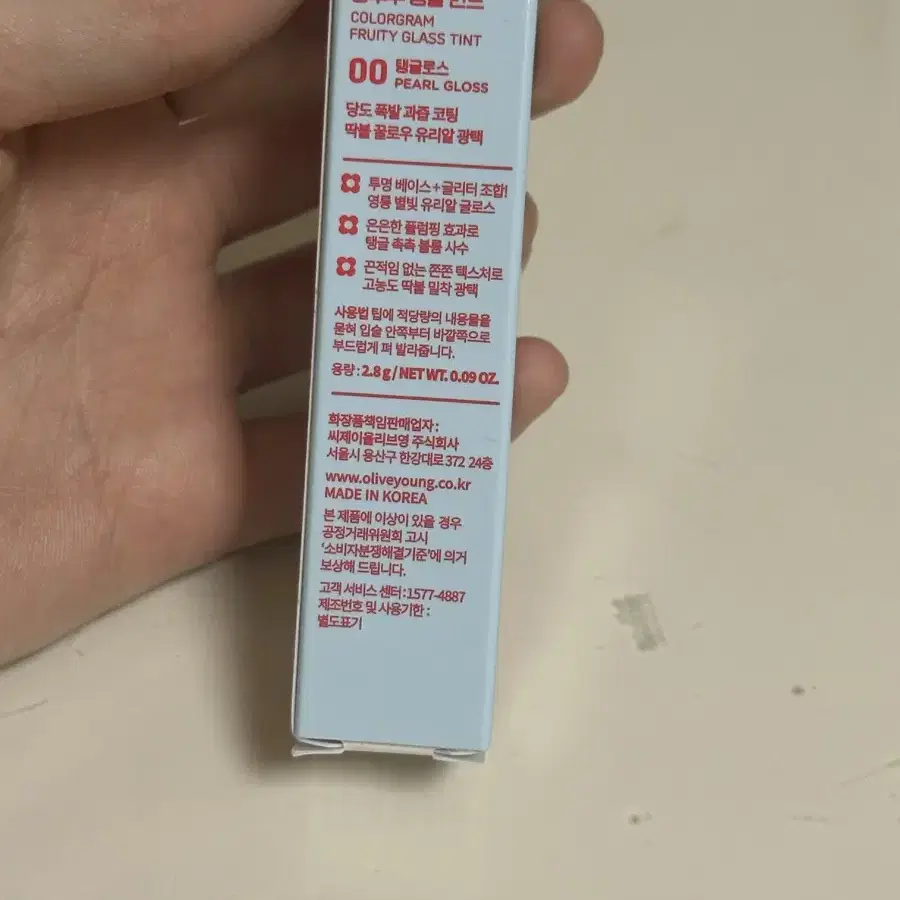 COLORGRAM
FRUITY GLASS TINT
00 탱글로스
PEARL GLOSS
당도 폭발 과즙 코팅
딱붙 꿀로우 유리알 광택
투명 베이스+글리터 조합!
영롱 별빛 유리알 글로스
은은한 플럼핑 효과로
탱글 촉촉 볼륨 사수
끈적임 없는 쫀쫀 텍스처로
고농도 딱붙 밀착 광택
사용법 팁에 적당량의 내용물을
묻혀 입술 안쪽부터 바깥쪽으로
부드럽게 펴 발라줍니다.
용량 : 2.8 g / NET WT. 0.09 OZ.
화장품책임판매업자 :
씨제이올리브영 주식회사
서울시 용산구 한강대로 372 24층
www.oliveyoung.co.kr
MADE IN KOREA
본 제품에 이상이 있을 경우
공정거래위원회 고시
'소비자분쟁해결기준'에 의거
보상해 드립니다.
고객 서비스 센터 : 1577-4887
제조번호 및 사용기한 :
별도표기